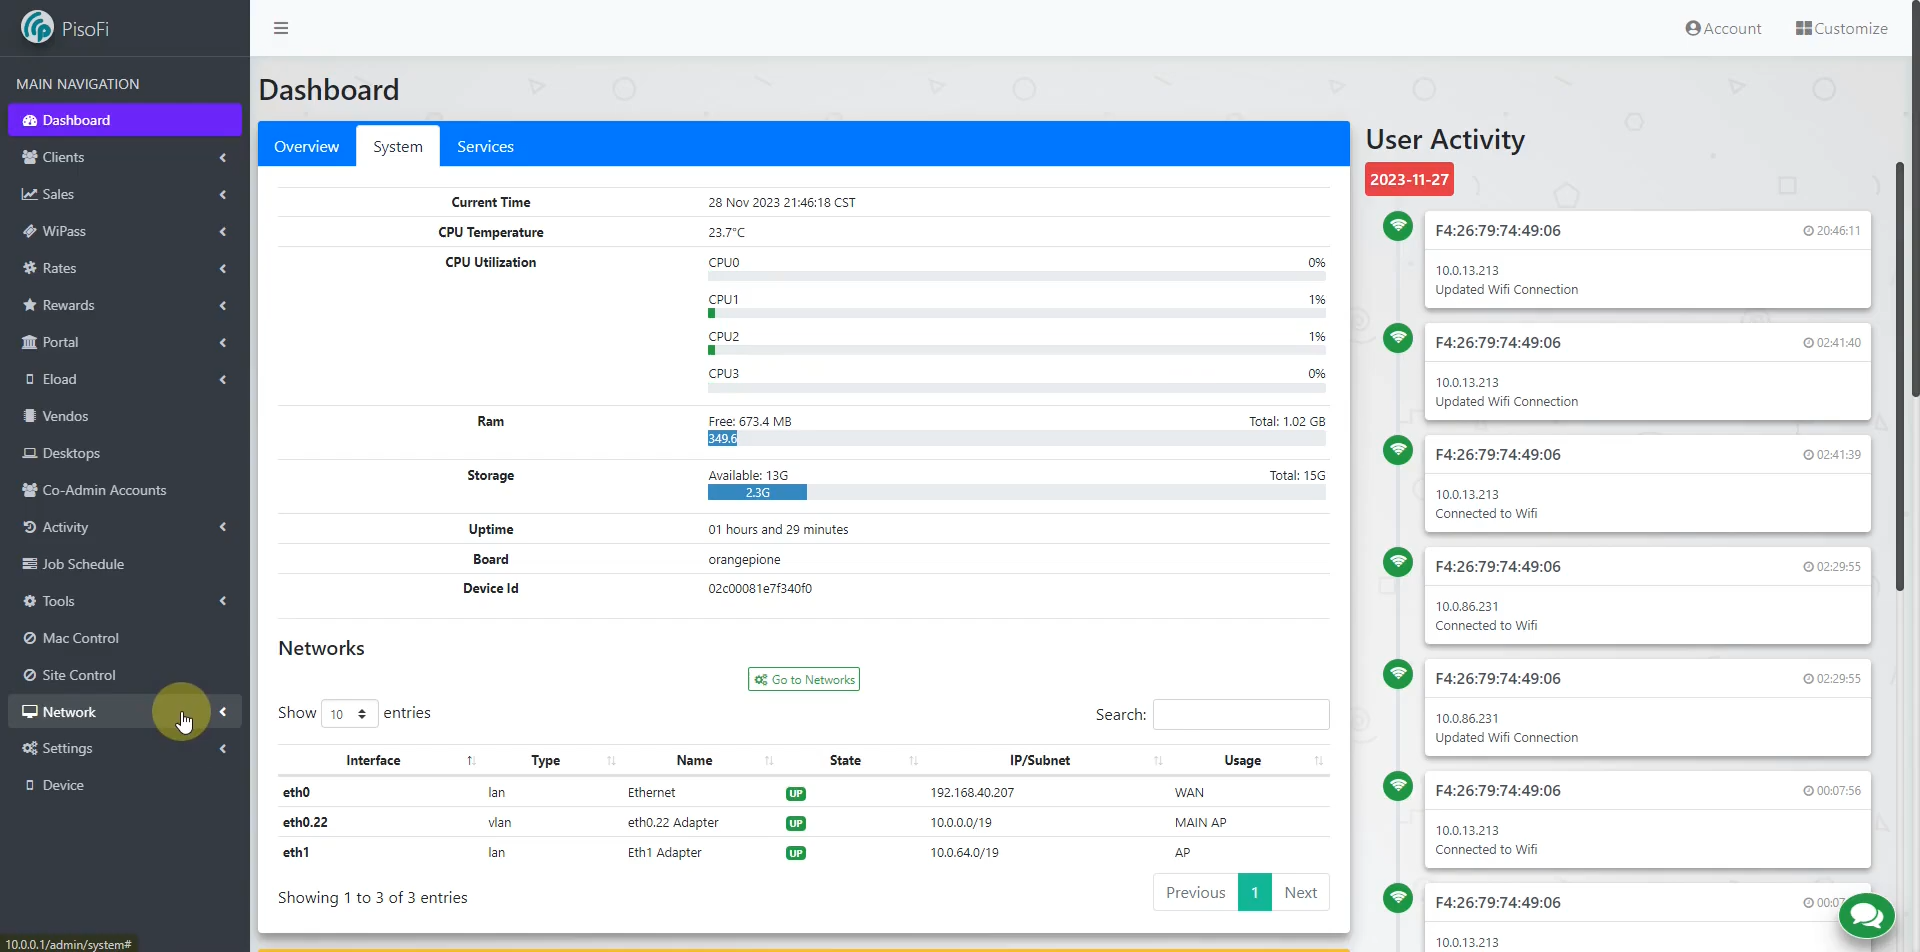 PisoFi
MAIN NAVIGATION
Dashboard
Clients
Sales
WiPass
Rates
Rewards
Portal
Eload
Vendos
Desktops
Co-Admin Accounts
Activity
Job Schedule
Tools
Mac Control
Site Control
Network
Settings
Device
10.0.0.1/admin/system#
Account
Customize
Dashboard
Overview
System
Services
Current Time 28 Nov 2023 21:46:18 CST
CPU Temperature 23.7°C
CPU Utilization CPU0 0%
CPU1 1%
CPU2 1%
CPU3 0%
Ram Free: 673.4 MB Total: 1.02 GB
349.6
Storage Available: 13G Total: 15G
2.3G
Uptime 01 hours and 29 minutes
Board orangepione
Device Id 02c00081e7f340f0
Networks
Go to Networks
Show 10 entries
Search:
Interface Type Name State IP/Subnet Usage
eth0 lan Ethernet UP 192.168.40.207 WAN
eth0.22 vlan eth0.22 Adapter UP 10.0.0.0/19 MAIN AP
eth1 lan Eth1 Adapter UP 10.0.64.0/19 AP
Showing 1 to 3 of 3 entries
Previous 1 Next
User Activity
2023-11-27
F4:26:79:74:49:06 20:46:11
10.0.13.213
Updated Wifi Connection
F4:26:79:74:49:06 02:41:40
10.0.13.213
Updated Wifi Connection
F4:26:79:74:49:06 02:41:39
10.0.13.213
Connected to Wifi
F4:26:79:74:49:06 02:29:55
10.0.86.231
Connected to Wifi
F4:26:79:74:49:06 02:29:55
10.0.86.231
Updated Wifi Connection
F4:26:79:74:49:06 00:07:56
10.0.13.213
Connected to Wifi
F4:26:79:74:49:06 00:07
10.0.13.213